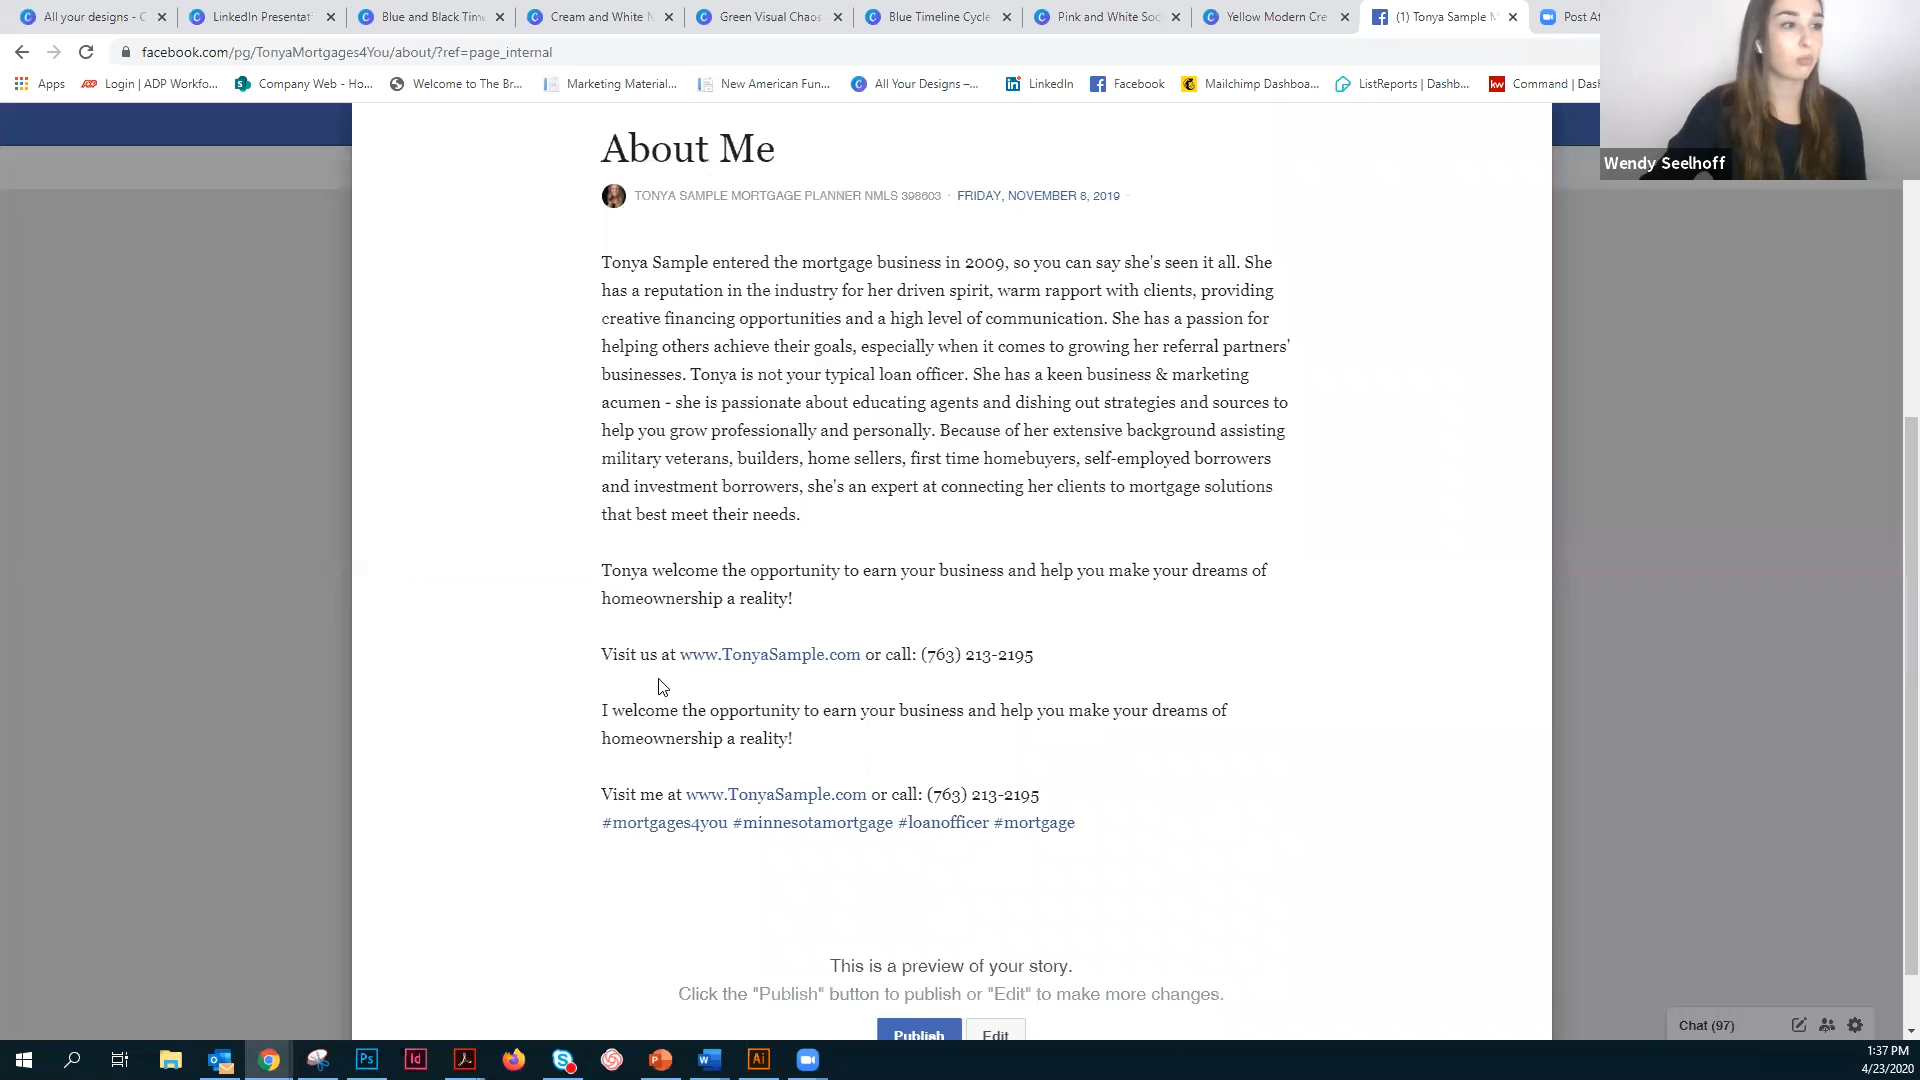 All your designs - C
LinkedIn Presentat
Blue and Black Tim
Cream and White
Green Visual Chaos
Blue Timeline Cycle
Pink and White Soc
Yellow Modern Cre
(1) Tonya Sample M
Post At
facebook.com/pg/TonyaMortgages4You/about/?ref=page_internal
Apps
Login | ADP Workfo...
Company Web - Ho...
Welcome to The Br...
Marketing Material...
New American Fun...
All Your Designs –...
LinkedIn
Facebook
Mailchimp Dashboa...
ListReports | Dashb...
Command | Das
Wendy Seelhoff
About Me
TONYA SAMPLE MORTGAGE PLANNER NMLS 398603 · FRIDAY, NOVEMBER 8, 2019 ·
Tonya Sample entered the mortgage business in 2009, so you can say she's seen it all. She
has a reputation in the industry for her driven spirit, warm rapport with clients, providing
creative financing opportunities and a high level of communication. She has a passion for
helping others achieve their goals, especially when it comes to growing her referral partners'
businesses. Tonya is not your typical loan officer. She has a keen business & marketing
acumen - she is passionate about educating agents and dishing out strategies and sources to
help you grow professionally and personally. Because of her extensive background assisting
military veterans, builders, home sellers, first time homebuyers, self-employed borrowers
and investment borrowers, she's an expert at connecting her clients to mortgage solutions
that best meet their needs.
Tonya welcome the opportunity to earn your business and help you make your dreams of
homeownership a reality!
Visit us at www.TonyaSample.com or call: (763) 213-2195
I welcome the opportunity to earn your business and help you make your dreams of
homeownership a reality!
Visit me at www.TonyaSample.com or call: (763) 213-2195
#mortgages4you #minnesotamortgage #loanofficer #mortgage
This is a preview of your story.
Click the "Publish" button to publish or "Edit" to make more changes.
Publish
Edit
Chat (97)
1:37 PM
4/23/2020